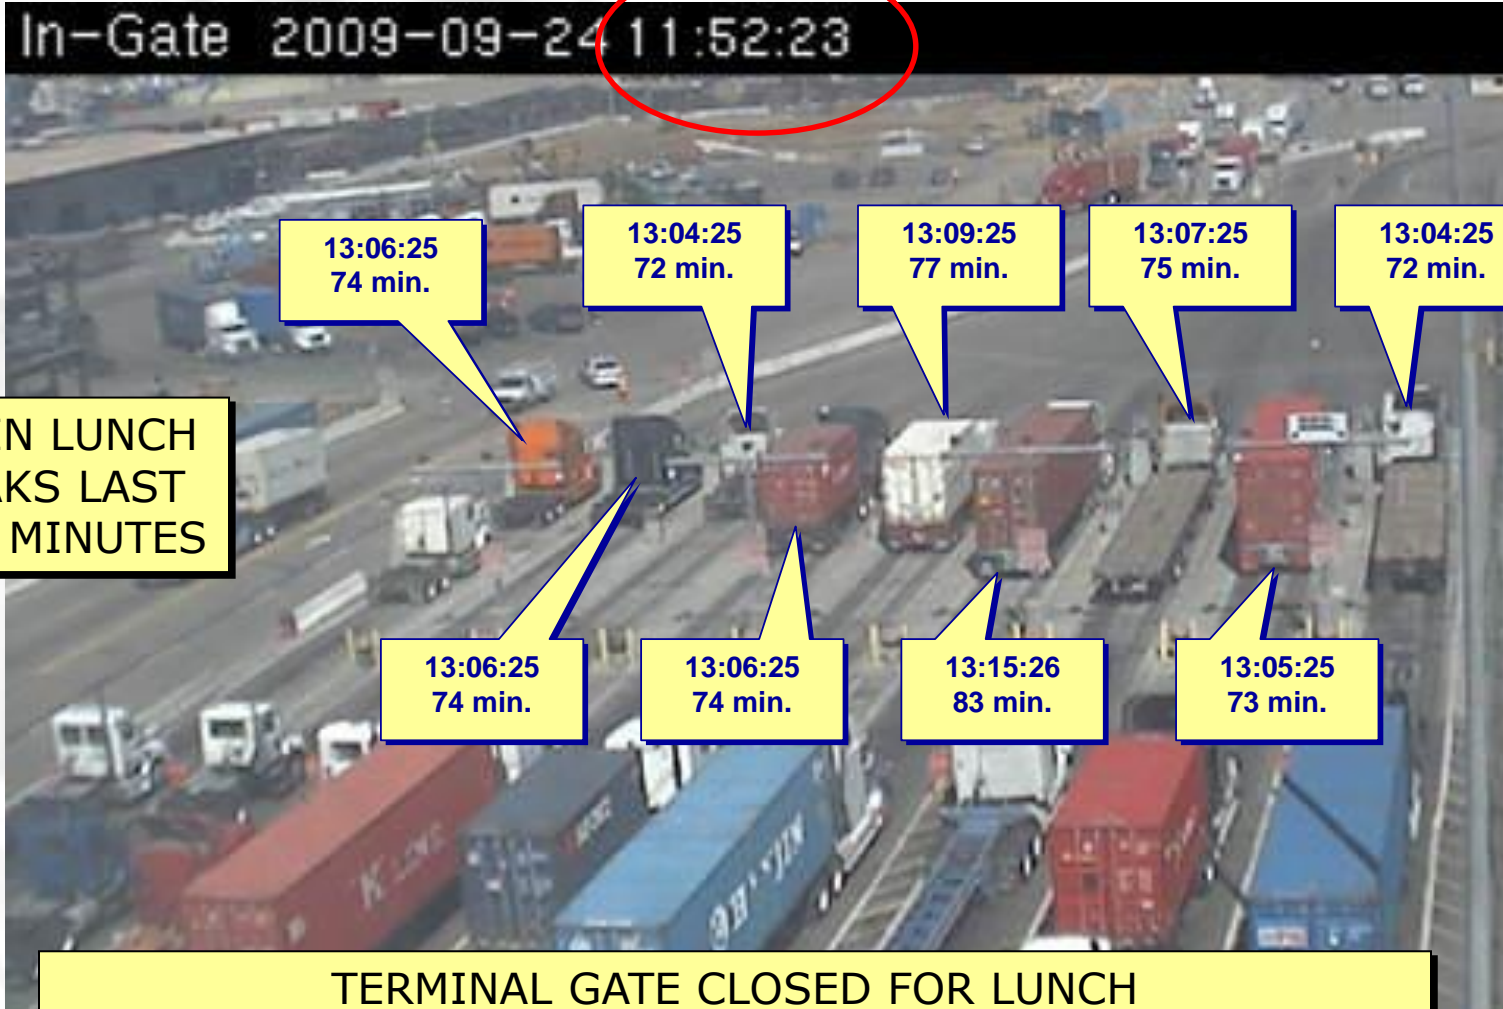 In-Gate 2009-09-24 11:52:23
13:06:25
74 min.
13:04:25
72 min.
13:09:25
77 min.
13:07:25
75 min.
13:04:25
72 min.
IN LUNCH
AKS LAST
MINUTES
13:06:25
74 min.
13:06:25
74 min.
13:15:26
83 min.
13:05:25
73 min.
TERMINAL GATE CLOSED FOR LUNCH